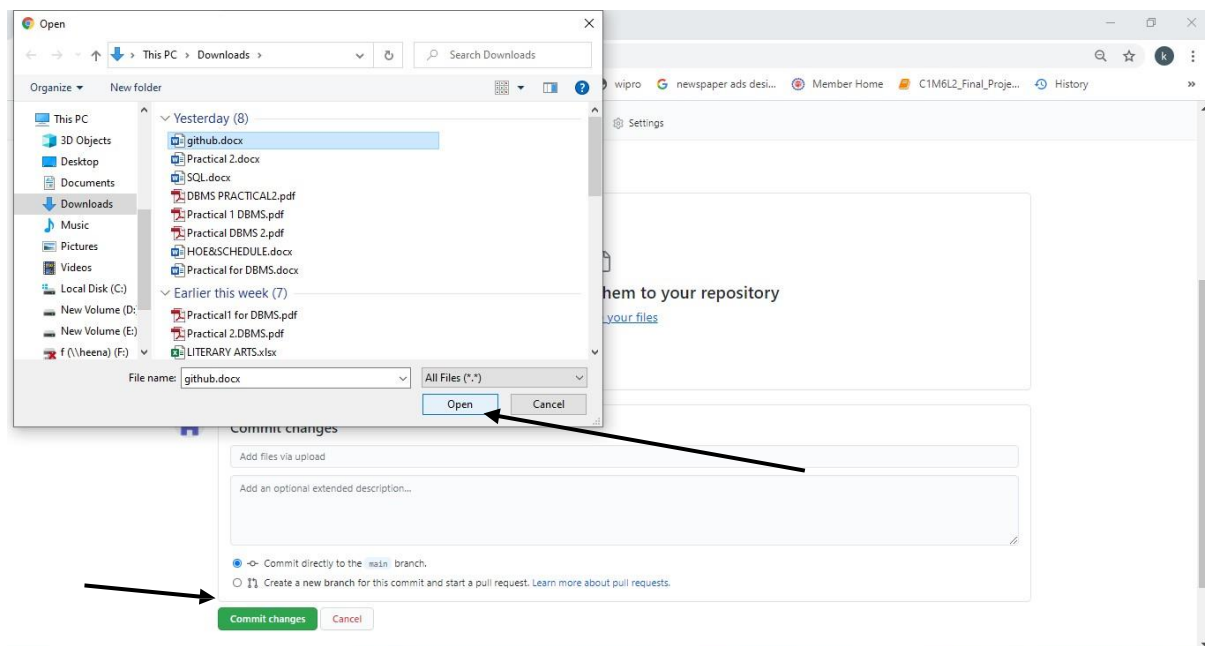 Open
This PC > Downloads >
Search Downloads
Organize
New folder
wipro
newspaper ads desi...
Member Home
C1M6L2_Final_Proje...
History
»
k
Settings
This PC
3D Objects
Desktop
Documents
Downloads
Music
Pictures
Videos
Local Disk (C:)
New Volume (D:
New Volume (E:)
f (\\heena) (F:)
Yesterday (8)
github.docx
Practical 2.docx
SQL.docx
DBMS PRACTICAL2.pdf
Practical 1 DBMS.pdf
Practical DBMS 2.pdf
HOE&SCHEDULE.docx
Practical for DBMS.docx
Earlier this week (7)
Practical1 for DBMS.pdf
Practical 2.DBMS.pdf
LITERARY ARTS.xlsx
File name: github.docx
All Files (*.*)
Open
Cancel
hem to your repository
your files
Commit changes
Add files via upload
Add an optional extended description...
Commit directly to the main branch.
Create a new branch for this commit and start a pull request. Learn more about pull requests.
Commit changes
Cancel